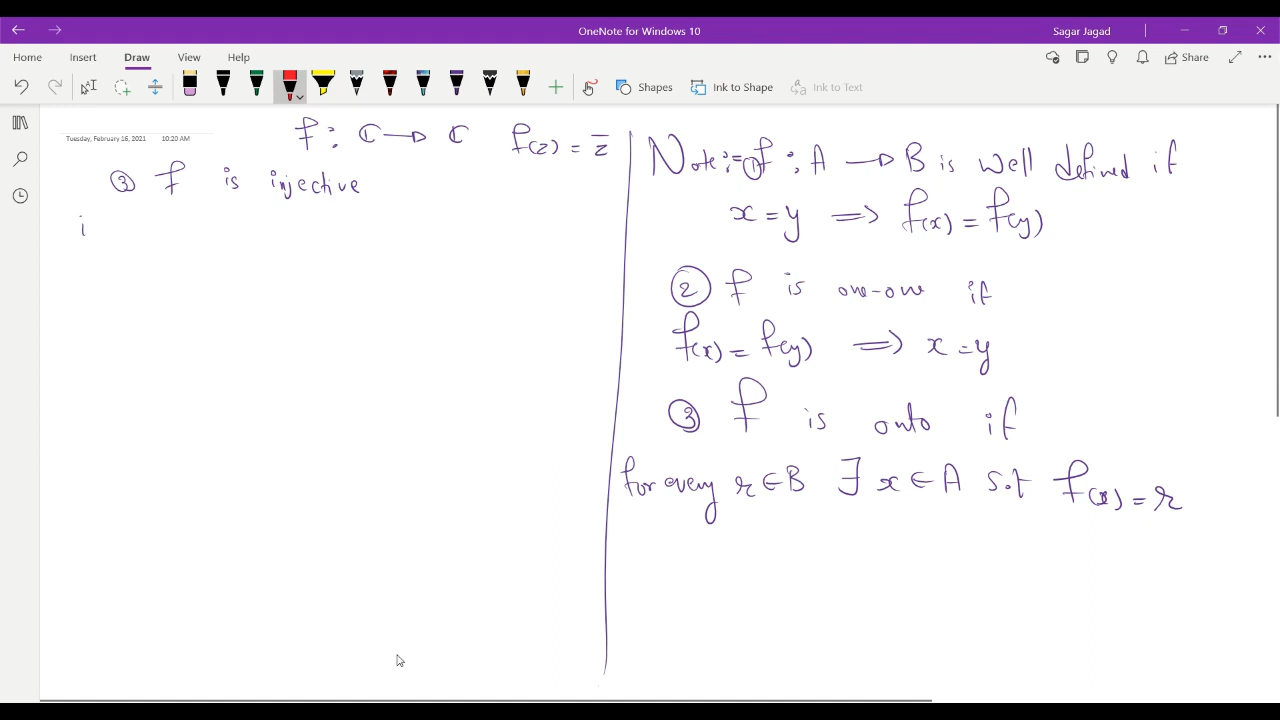 OneNote for Windows 10
Sagar Jagad
Home Insert Draw View Help
Share
Shapes Ink to Shape Ink to Text
Tuesday, February 16, 2021 10:20 AM
f : ℂ → ℂ f(z) = z̅
② f is injective
i
Note :- ① f : A → B is well defined if
x = y ⟹ f(x) = f(y)
② f is one-one if
f(x) = f(y) ⟹ x = y
③ f is onto if
for every r ∈ B ∃ x ∈ A s.t f(x) = r